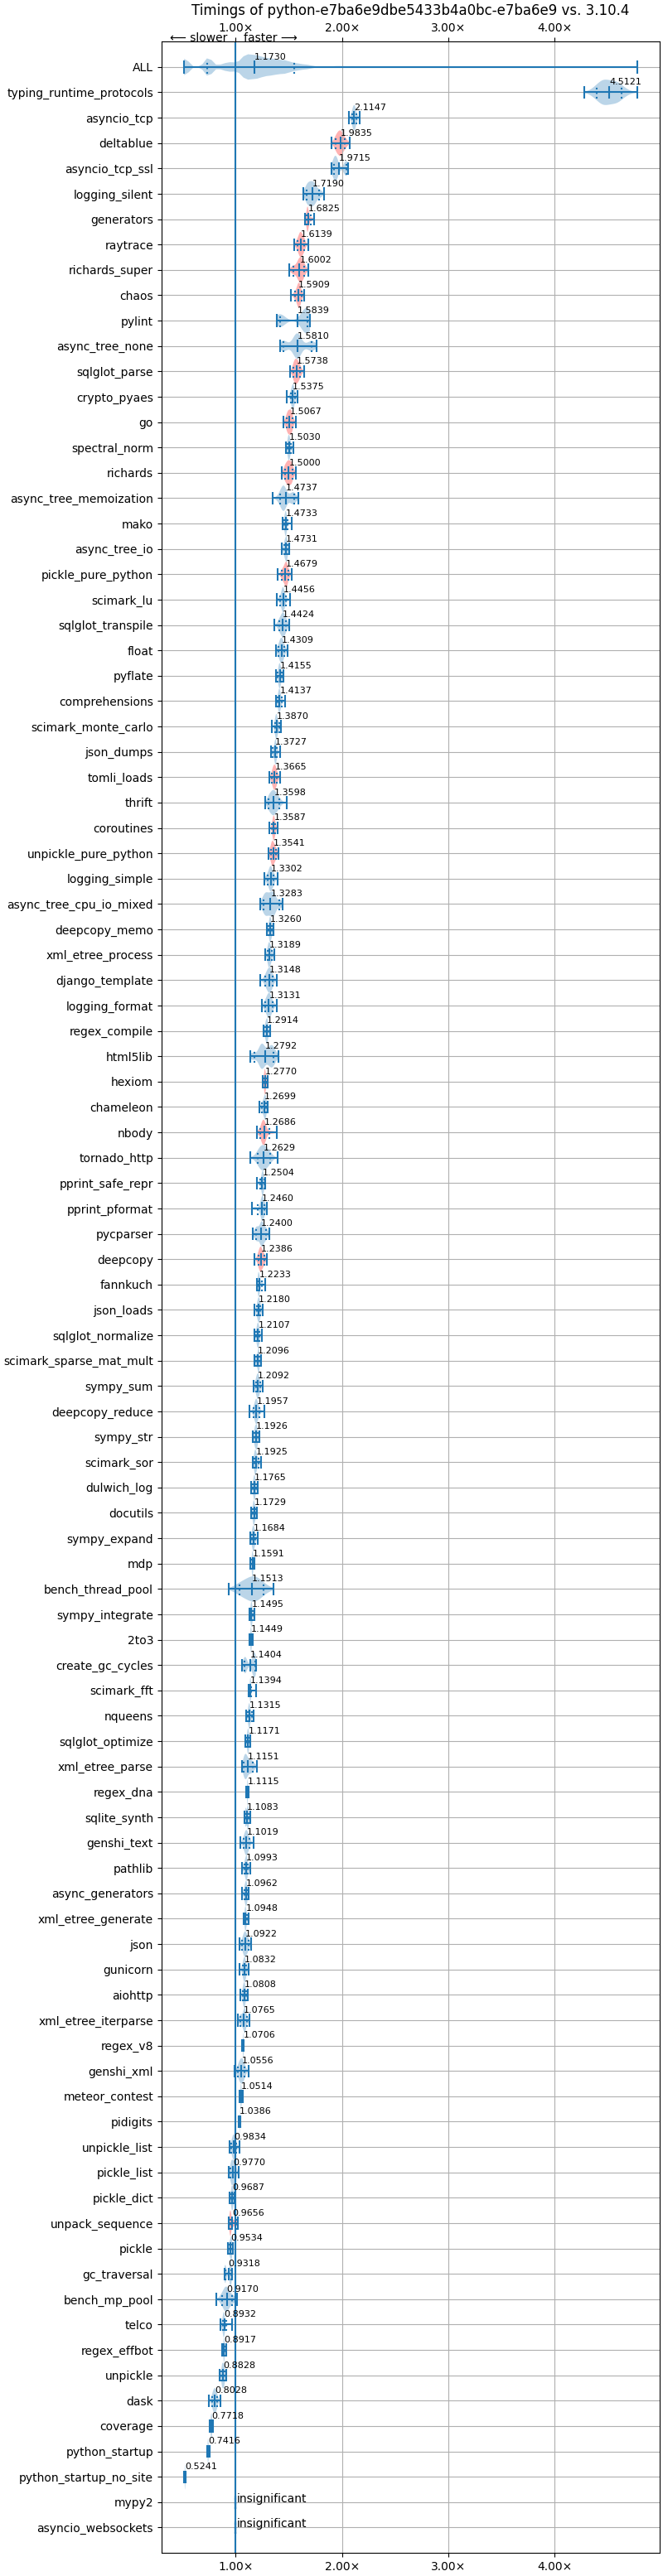 Timings of python-e7ba6e9dbe5433b4a0bc-e7ba6e9 vs. 3.10.4
1.00× 2.00× 3.00× 4.00×
⟵ slower faster ⟶
ALL 1.1730
typing_runtime_protocols 4.5121
asyncio_tcp 2.1147
deltablue 1.9835
asyncio_tcp_ssl 1.9715
logging_silent 1.7190
generators 1.6825
raytrace 1.6139
richards_super 1.6002
chaos 1.5909
pylint 1.5839
async_tree_none 1.5810
sqlglot_parse 1.5738
crypto_pyaes 1.5375
go 1.5067
spectral_norm 1.5030
richards 1.5000
async_tree_memoization 1.4737
mako 1.4733
async_tree_io 1.4731
pickle_pure_python 1.4679
scimark_lu 1.4456
sqlglot_transpile 1.4424
float 1.4309
pyflate 1.4155
comprehensions 1.4137
scimark_monte_carlo 1.3870
json_dumps 1.3727
tomli_loads 1.3665
thrift 1.3598
coroutines 1.3587
unpickle_pure_python 1.3541
logging_simple 1.3302
async_tree_cpu_io_mixed 1.3283
deepcopy_memo 1.3260
xml_etree_process 1.3189
django_template 1.3148
logging_format 1.3131
regex_compile 1.2914
html5lib 1.2792
hexiom 1.2770
chameleon 1.2699
nbody 1.2686
tornado_http 1.2629
pprint_safe_repr 1.2504
pprint_pformat 1.2460
pycparser 1.2400
deepcopy 1.2386
fannkuch 1.2233
json_loads 1.2180
sqlglot_normalize 1.2107
scimark_sparse_mat_mult 1.2096
sympy_sum 1.2092
deepcopy_reduce 1.1957
sympy_str 1.1926
scimark_sor 1.1925
dulwich_log 1.1765
docutils 1.1729
sympy_expand 1.1684
mdp 1.1591
bench_thread_pool 1.1513
sympy_integrate 1.1495
2to3 1.1449
create_gc_cycles 1.1404
scimark_fft 1.1394
nqueens 1.1315
sqlglot_optimize 1.1171
xml_etree_parse 1.1151
regex_dna 1.1115
sqlite_synth 1.1083
genshi_text 1.1019
pathlib 1.0993
async_generators 1.0962
xml_etree_generate 1.0948
json 1.0922
gunicorn 1.0832
aiohttp 1.0808
xml_etree_iterparse 1.0765
regex_v8 1.0706
genshi_xml 1.0556
meteor_contest 1.0514
pidigits 1.0386
unpickle_list 0.9834
pickle_list 0.9770
pickle_dict 0.9687
unpack_sequence 0.9656
pickle 0.9534
gc_traversal 0.9318
bench_mp_pool 0.9170
telco 0.8932
regex_effbot 0.8917
unpickle 0.8828
dask 0.8028
coverage 0.7718
python_startup 0.7416
python_startup_no_site 0.5241
mypy2 insignificant
asyncio_websockets insignificant
1.00× 2.00× 3.00× 4.00×